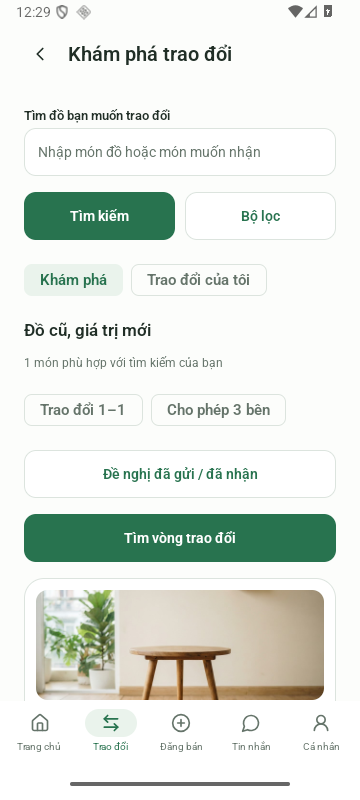 12:29
Khám phá trao đổi
Tìm đồ bạn muốn trao đổi
Nhập món đồ hoặc món muốn nhận
Tìm kiếm
Bộ lọc
Khám phá
Trao đổi của tôi
Đồ cũ, giá trị mới
1 món phù hợp với tìm kiếm của bạn
Trao đổi 1–1
Cho phép 3 bên
Đề nghị đã gửi / đã nhận
Tìm vòng trao đổi
Trang chủ
Trao đổi
Đăng bán
Tin nhắn
Cá nhân